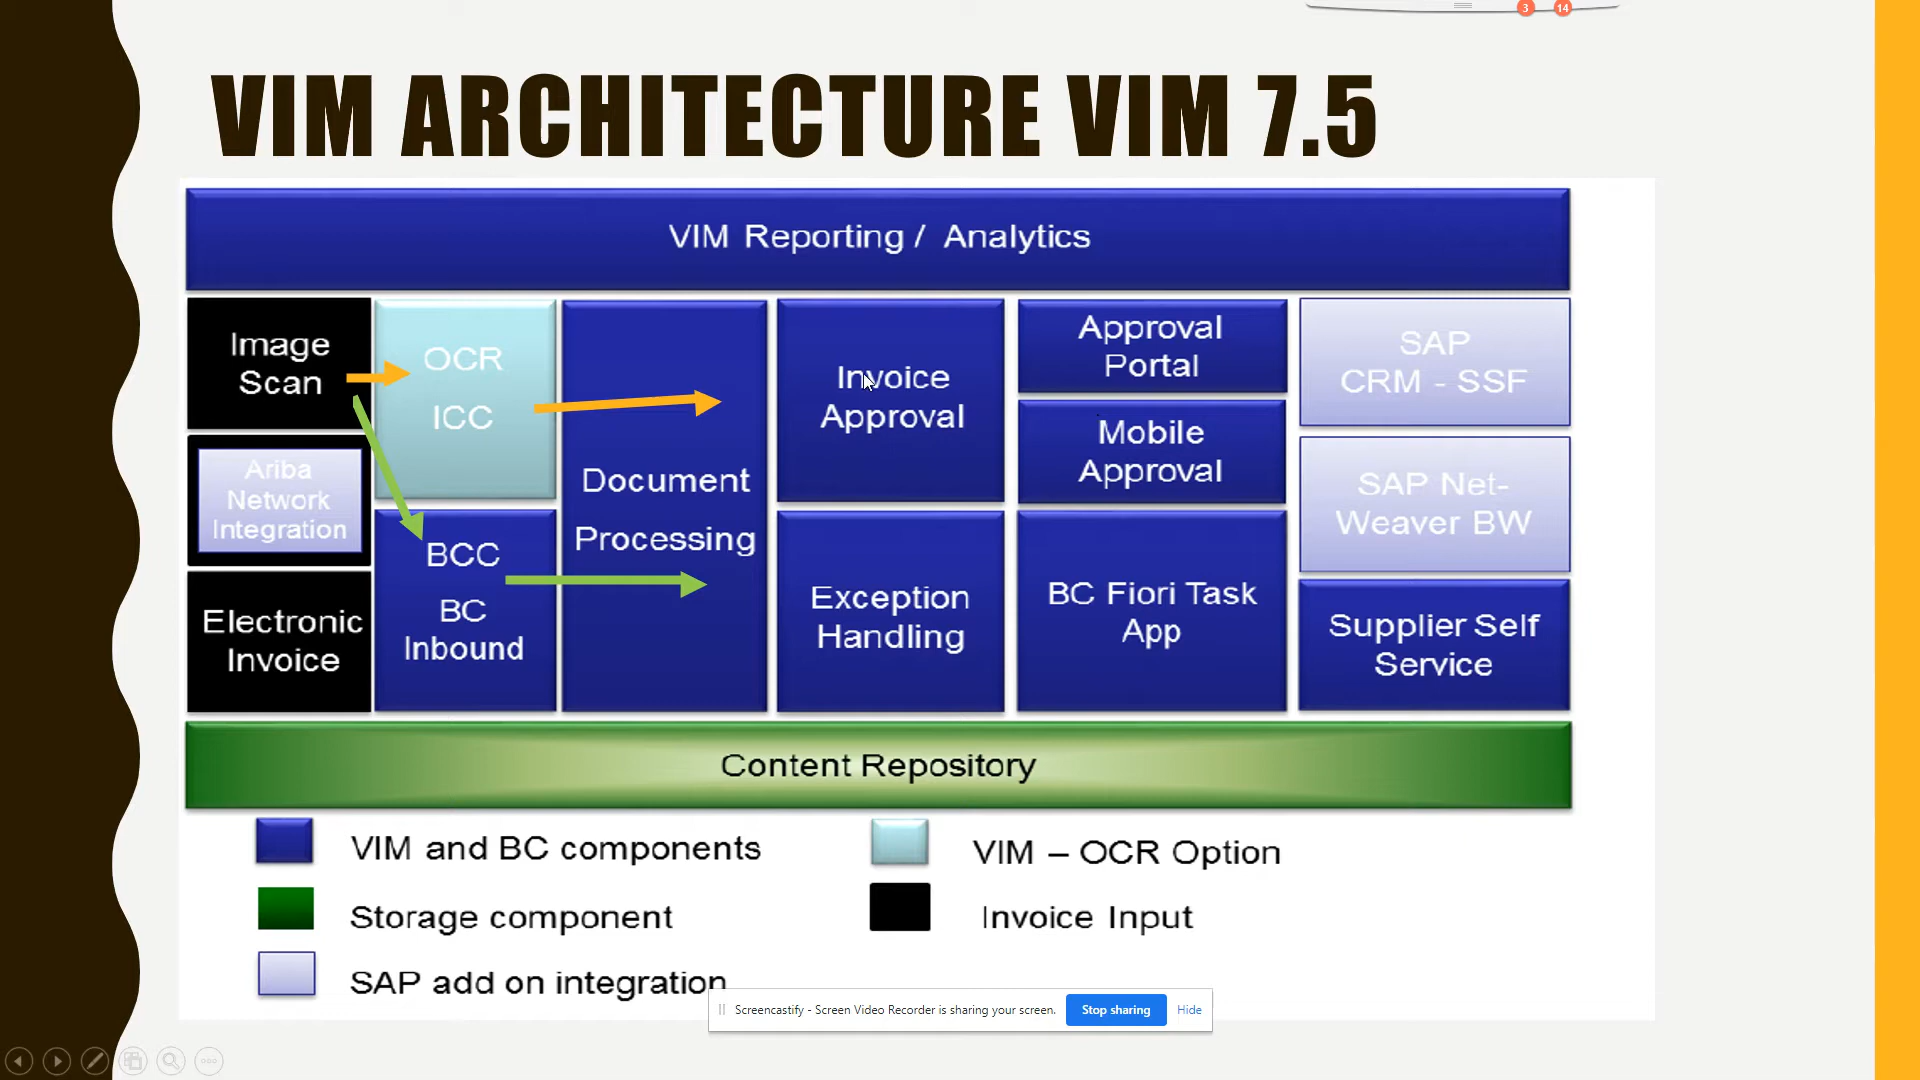 3
14
VIM ARCHITECTURE VIM 7.5
VIM Reporting / Analytics
Image
Scan
OCR
ICC
Ariba
Network
Integration
BCC
BC
Inbound
Electronic
Invoice
Document
Processing
Invoice
Approval
Exception
Handling
Approval
Portal
Mobile
Approval
BC Fiori Task
App
SAP
CRM - SSF
SAP Net-
Weaver BW
Supplier Self
Service
Content Repository
VIM and BC components
VIM – OCR Option
Storage component
Invoice Input
SAP add on integration
Screencastify - Screen Video Recorder is sharing your screen.
Stop sharing
Hide